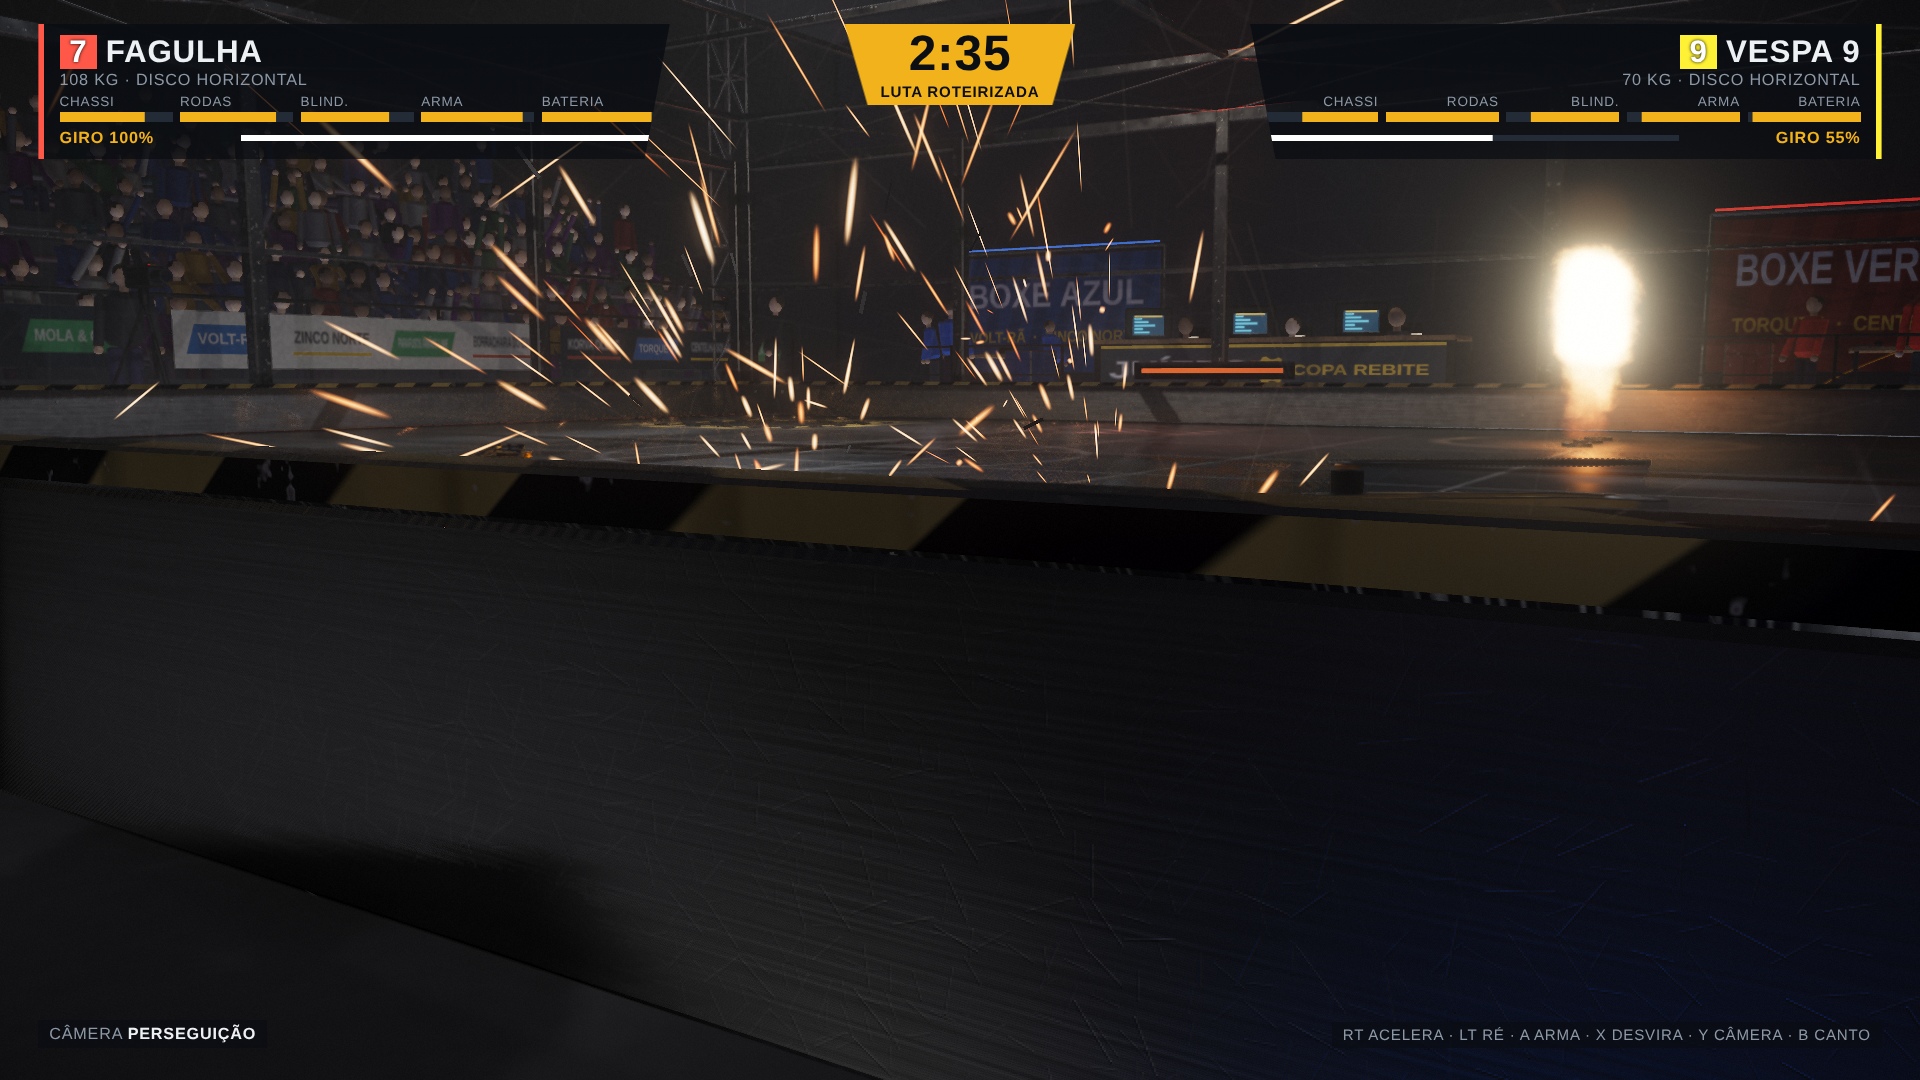 7 FAGULHA
108 KG · DISCO HORIZONTAL
CHASSI RODAS BLIND. ARMA BATERIA
GIRO 100%
2:35
LUTA ROTEIRIZADA
9 VESPA 9
70 KG · DISCO HORIZONTAL
CHASSI RODAS BLIND. ARMA BATERIA
GIRO 55%
BOXE AZUL
BOXE VER
MOLA &
VOLT-
ZINCO NORTE
TORQUE
COPA REBITE
CÂMERA PERSEGUIÇÃO
RT ACELERA · LT RÉ · A ARMA · X DESVIRA · Y CÂMERA · B CANTO